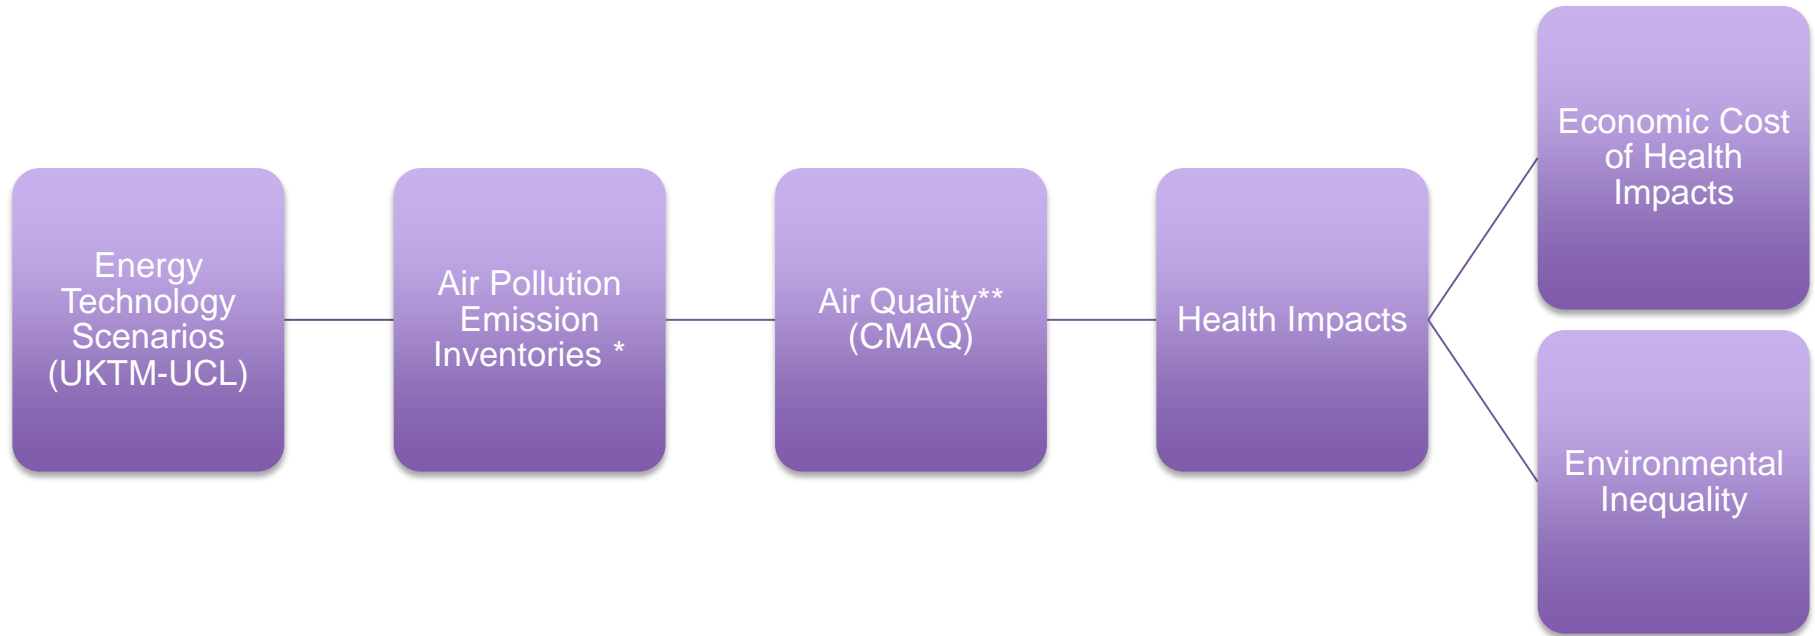 Energy
Technology
Scenarios
(UKTM-UCL)
Air Pollution
Emission
Inventories *
Air Quality**
(CMAQ)
Health Impacts
Economic Cost
of Health
Impacts
Environmental
Inequality